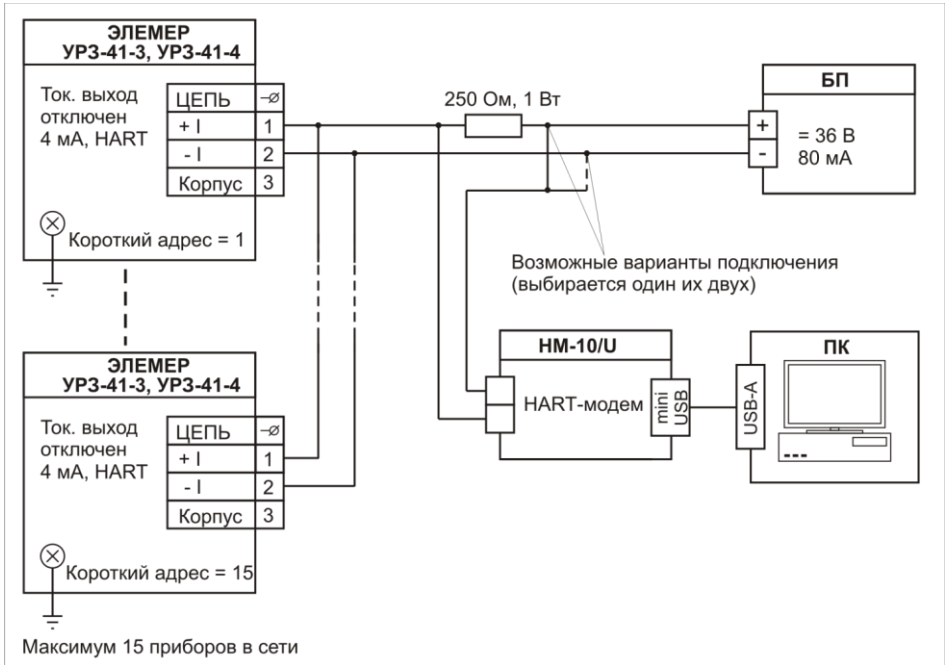 ЭЛЕМЕР
УРЗ-41-3, УРЗ-41-4
Ток. выход
отключен
4 мА, HART
ЦЕПЬ
+ I 1
- I 2
Корпус 3
Короткий адрес = 1
250 Ом, 1 Вт
БП
+
-
= 36 В
80 мА
Возможные варианты подключения
(выбирается один их двух)
ЭЛЕМЕР
УРЗ-41-3, УРЗ-41-4
Ток. выход
отключен
4 мА, HART
ЦЕПЬ
+ I 1
- I 2
Корпус 3
Короткий адрес = 15
HM-10/U
HART-модем
mini
USB
USB-A
ПК
Максимум 15 приборов в сети